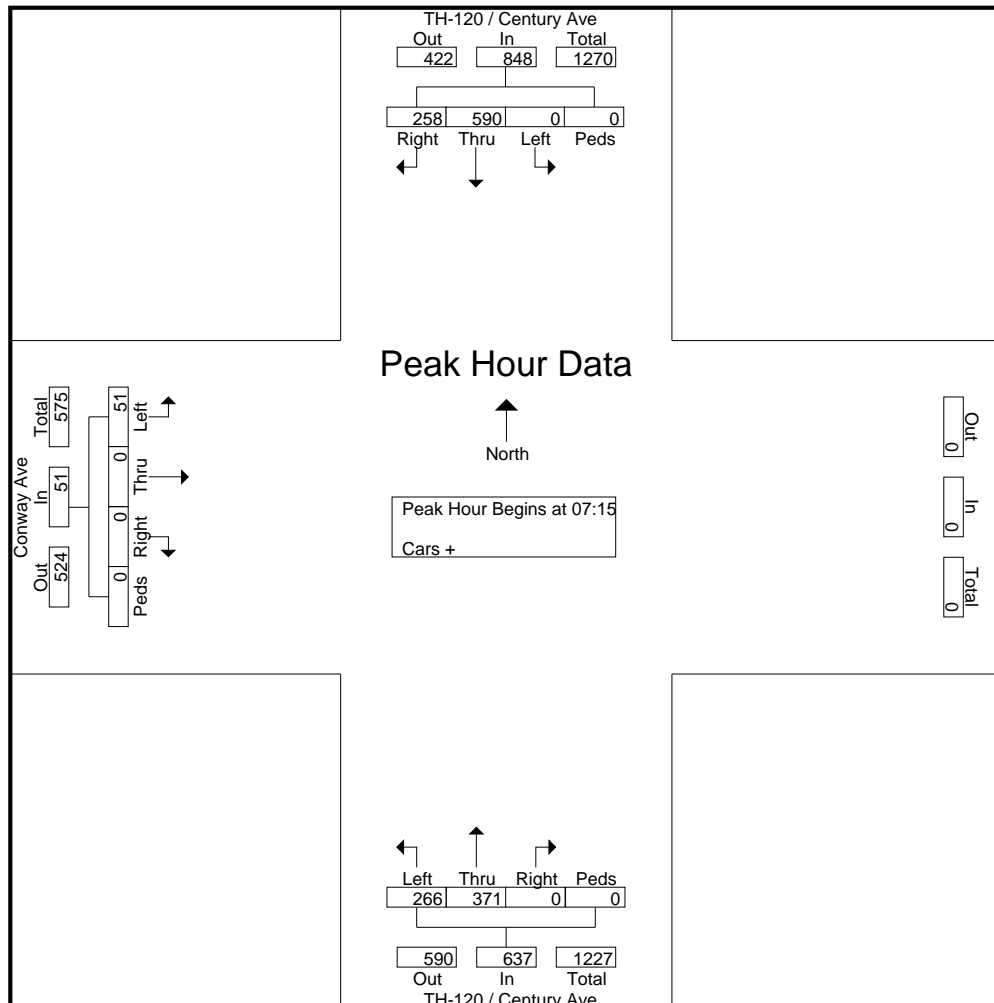 TH-120 / Century Ave
Out In Total
422 848 1270
258 590 0 0
Right Thru Left Peds
Peak Hour Data
North
Peak Hour Begins at 07:15
Cars +
Conway Ave
Out In Total
524 51 575
51 0 0 0
Left Thru Right Peds
Out In Total
0 0 0
Left Thru Right Peds
266 371 0 0
590 637 1227
Out In Total
TH-120 / Century Ave